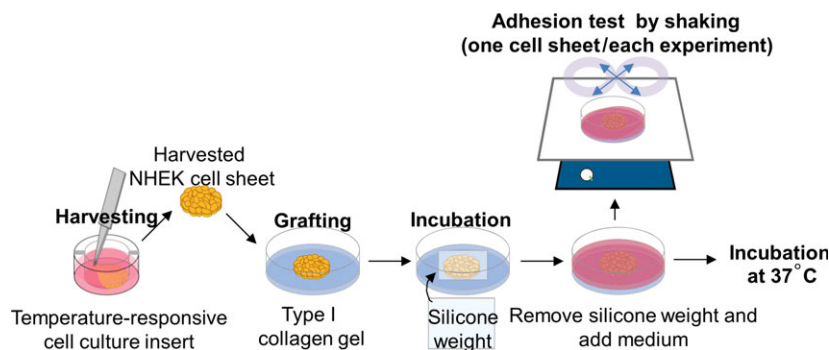 Adhesion test by shaking
(one cell sheet/each experiment)
Harvested
NHEK cell sheet
Harvesting
Grafting
Incubation
Incubation
at 37°C
Temperature-responsive
cell culture insert
Type I
collagen gel
Silicone
weight
Remove silicone weight and
add medium